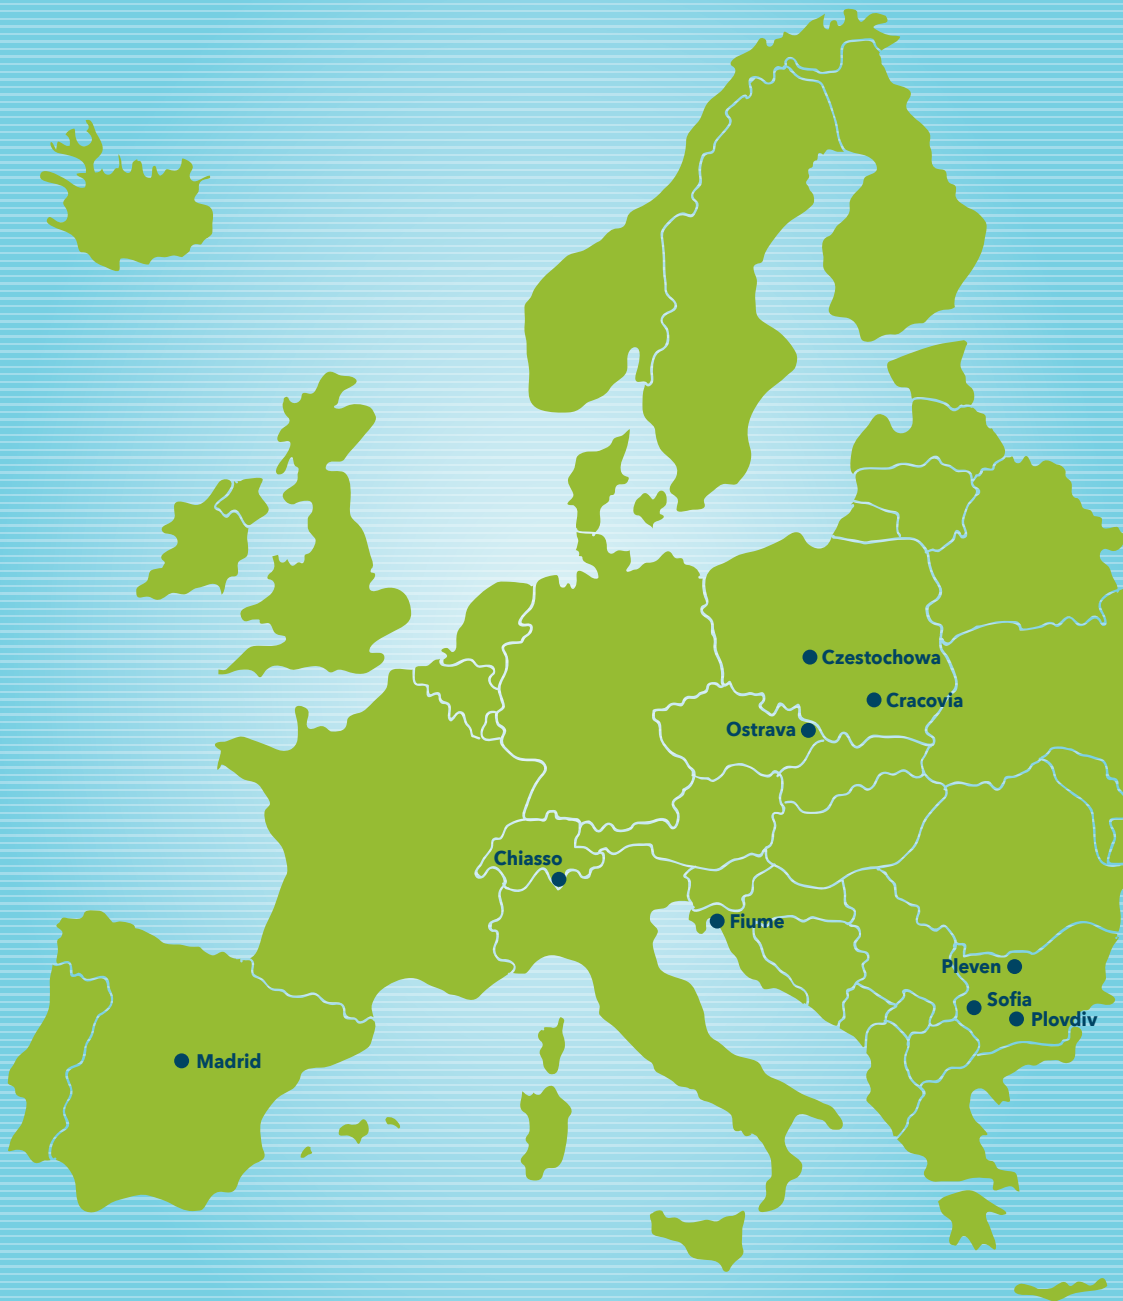 Czestochowa
Cracovia
Ostrava
Chiasso
Fiume
Pleven
Sofia
Plovdiv
Madrid